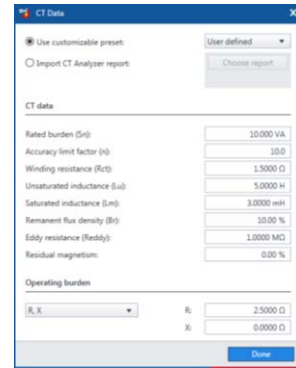 CT Data X
Use customizable preset: User defined
Import CT Analyzer report: Choose report
CT data
Rated burden (Sn): 10.000 VA
Accuracy limit factor (n): 10.0
Winding resistance (Rct): 1.5000 Ω
Unsaturated inductance (Lu): 5.0000 H
Saturated inductance (Lm): 3.0000 mH
Remanent flux density (Br): 10.00 %
Eddy resistance (Reddy): 1.0000 MΩ
Residual magnetism: 0.00 %
Operating burden
R, X R: 2.5000 Ω
X: 0.0000 Ω
Done